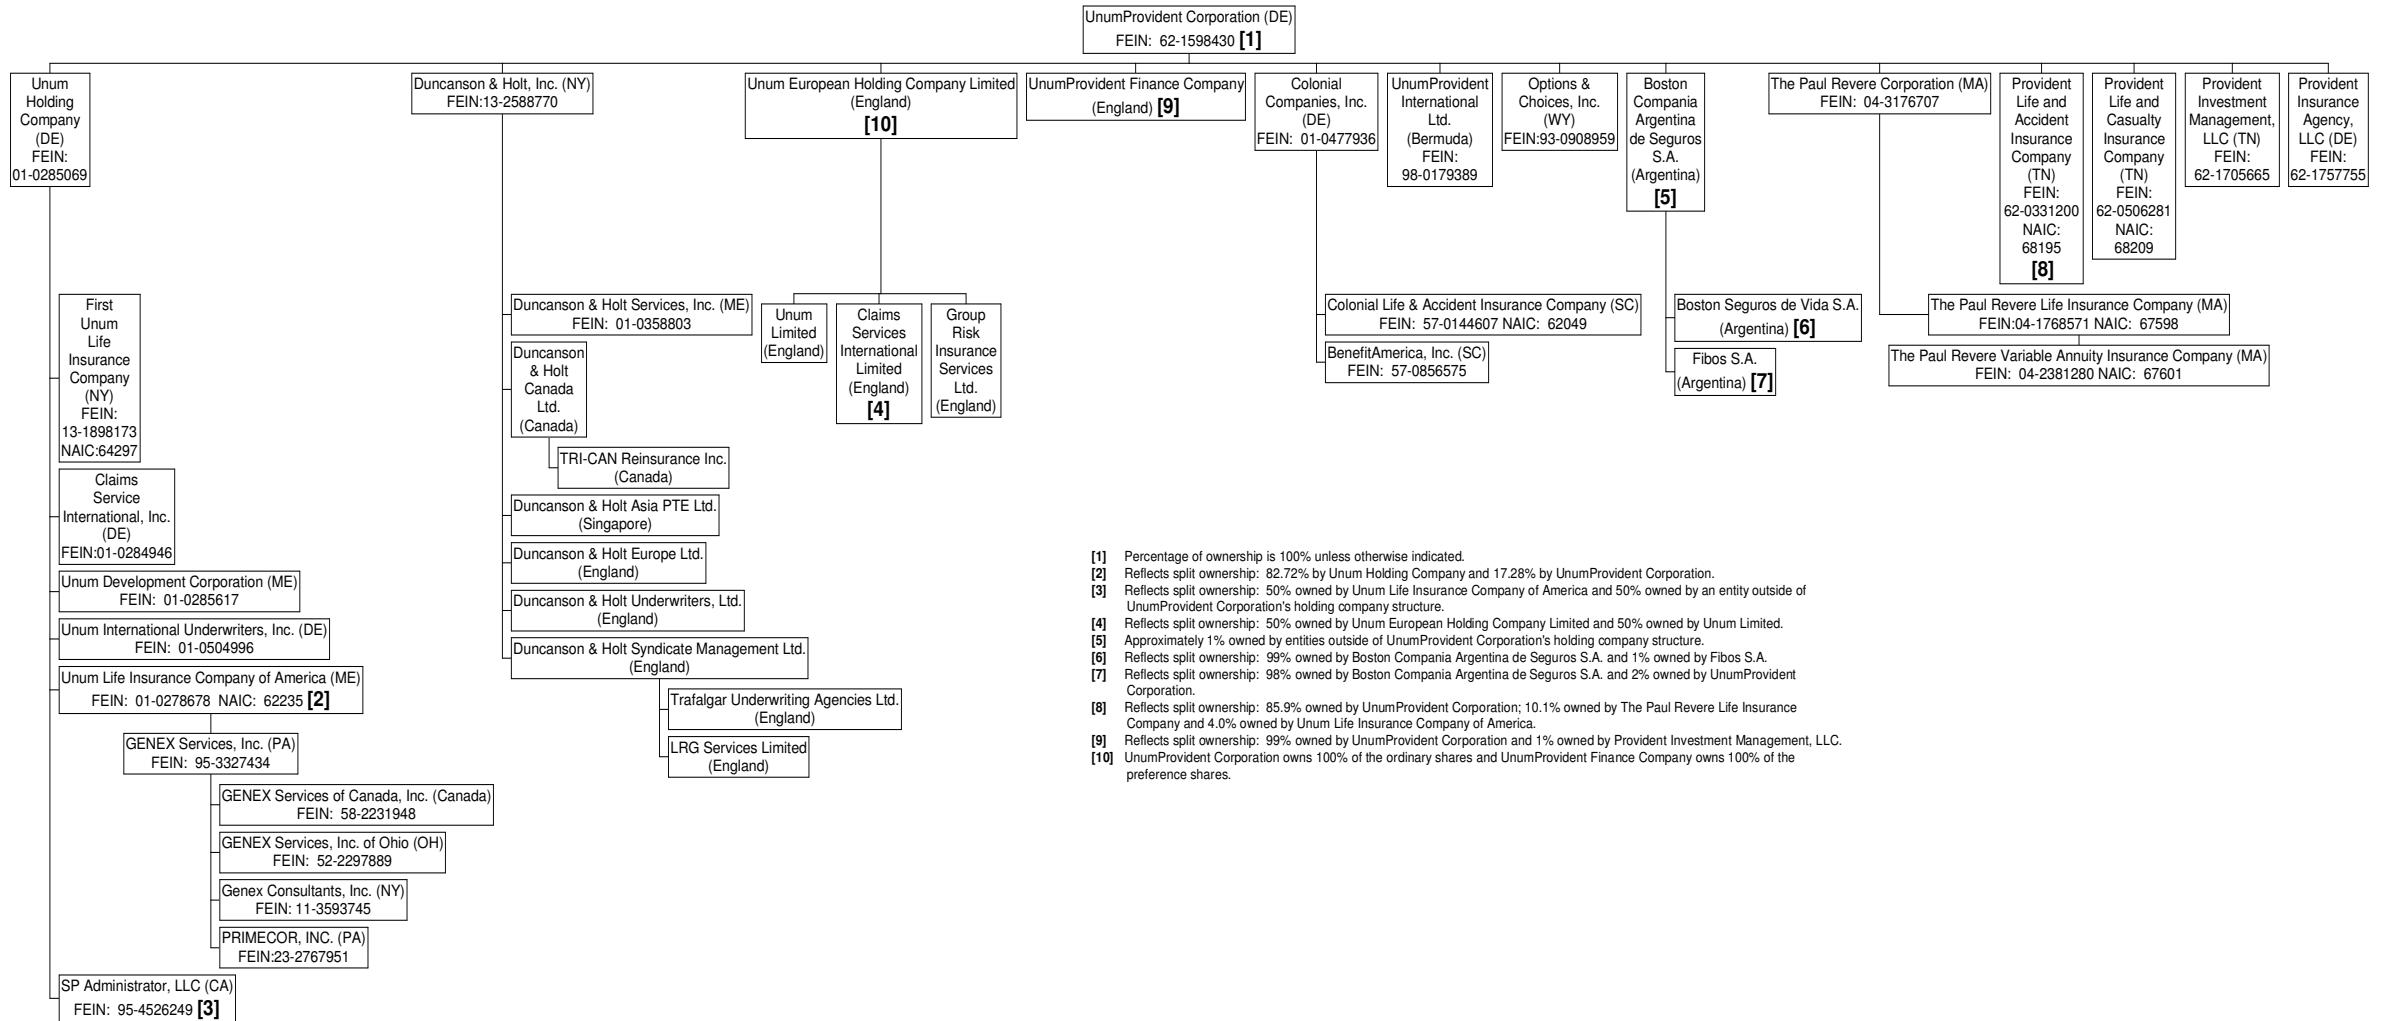 UnumProvident Corporation (DE)
FEIN: 62-1598430 [1]
Unum
Holding
Company
(DE)
FEIN:
01-0285069
Duncanson & Holt, Inc. (NY)
FEIN:13-2588770
Unum European Holding Company Limited
(England)
[10]
UnumProvident Finance Company
(England) [9]
Colonial
Companies, Inc.
(DE)
FEIN: 01-0477936
UnumProvident
International
Ltd.
(Bermuda)
FEIN:
98-0179389
Options &
Choices, Inc.
(WY)
FEIN:93-0908959
Boston
Compania
Argentina
de Seguros
S.A.
(Argentina)
[5]
The Paul Revere Corporation (MA)
FEIN: 04-3176707
Provident
Life and
Accident
Insurance
Company
(TN)
FEIN:
62-0331200
NAIC:
68195
[8]
Provident
Life and
Casualty
Insurance
Company
(TN)
FEIN:
62-0506281
NAIC:
68209
Provident
Investment
Management,
LLC (TN)
FEIN:
62-1705665
Provident
Insurance
Agency,
LLC (DE)
FEIN:
62-1757755
First
Unum
Life
Insurance
Company
(NY)
FEIN:
13-1898173
NAIC:64297
Claims
Service
International, Inc.
(DE)
FEIN:01-0284946
Unum Development Corporation (ME)
FEIN: 01-0285617
Unum International Underwriters, Inc. (DE)
FEIN: 01-0504996
Unum Life Insurance Company of America (ME)
FEIN: 01-0278678 NAIC: 62235 [2]
GENEX Services, Inc. (PA)
FEIN: 95-3327434
GENEX Services of Canada, Inc. (Canada)
FEIN: 58-2231948
GENEX Services, Inc. of Ohio (OH)
FEIN: 52-2297889
Genex Consultants, Inc. (NY)
FEIN: 11-3593745
PRIMECOR, INC. (PA)
FEIN:23-2767951
SP Administrator, LLC (CA)
FEIN: 95-4526249 [3]
Duncanson & Holt Services, Inc. (ME)
FEIN: 01-0358803
Duncanson
& Holt
Canada
Ltd.
(Canada)
TRI-CAN Reinsurance Inc.
(Canada)
Duncanson & Holt Asia PTE Ltd.
(Singapore)
Duncanson & Holt Europe Ltd.
(England)
Duncanson & Holt Underwriters, Ltd.
(England)
Duncanson & Holt Syndicate Management Ltd.
(England)
Trafalgar Underwriting Agencies Ltd.
(England)
LRG Services Limited
(England)
Unum
Limited
(England)
Claims
Services
International
Limited
(England)
[4]
Group
Risk
Insurance
Services
Ltd.
(England)
Colonial Life & Accident Insurance Company (SC)
FEIN: 57-0144607 NAIC: 62049
BenefitAmerica, Inc. (SC)
FEIN: 57-0856575
Boston Seguros de Vida S.A.
(Argentina) [6]
Fibos S.A.
(Argentina) [7]
The Paul Revere Life Insurance Company (MA)
FEIN:04-1768571 NAIC: 67598
The Paul Revere Variable Annuity Insurance Company (MA)
FEIN: 04-2381280 NAIC: 67601
[1] Percentage of ownership is 100% unless otherwise indicated.
[2] Reflects split ownership: 82.72% by Unum Holding Company and 17.28% by UnumProvident Corporation.
[3] Reflects split ownership: 50% owned by Unum Life Insurance Company of America and 50% owned by an entity outside of
UnumProvident Corporation's holding company structure.
[4] Reflects split ownership: 50% owned by Unum European Holding Company Limited and 50% owned by Unum Limited.
[5] Approximately 1% owned by entities outside of UnumProvident Corporation's holding company structure.
[6] Reflects split ownership: 99% owned by Boston Compania Argentina de Seguros S.A. and 1% owned by Fibos S.A.
[7] Reflects split ownership: 98% owned by Boston Compania Argentina de Seguros S.A. and 2% owned by UnumProvident
Corporation.
[8] Reflects split ownership: 85.9% owned by UnumProvident Corporation; 10.1% owned by The Paul Revere Life Insurance
Company and 4.0% owned by Unum Life Insurance Company of America.
[9] Reflects split ownership: 99% owned by UnumProvident Corporation and 1% owned by Provident Investment Management, LLC.
[10] UnumProvident Corporation owns 100% of the ordinary shares and UnumProvident Finance Company owns 100% of the
preference shares.